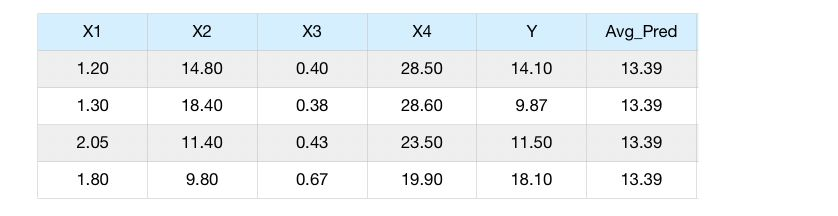 X1 X2 X3 X4 Y Avg_Pred
1.20 14.80 0.40 28.50 14.10 13.39
1.30 18.40 0.38 28.60 9.87 13.39
2.05 11.40 0.43 23.50 11.50 13.39
1.80 9.80 0.67 19.90 18.10 13.39